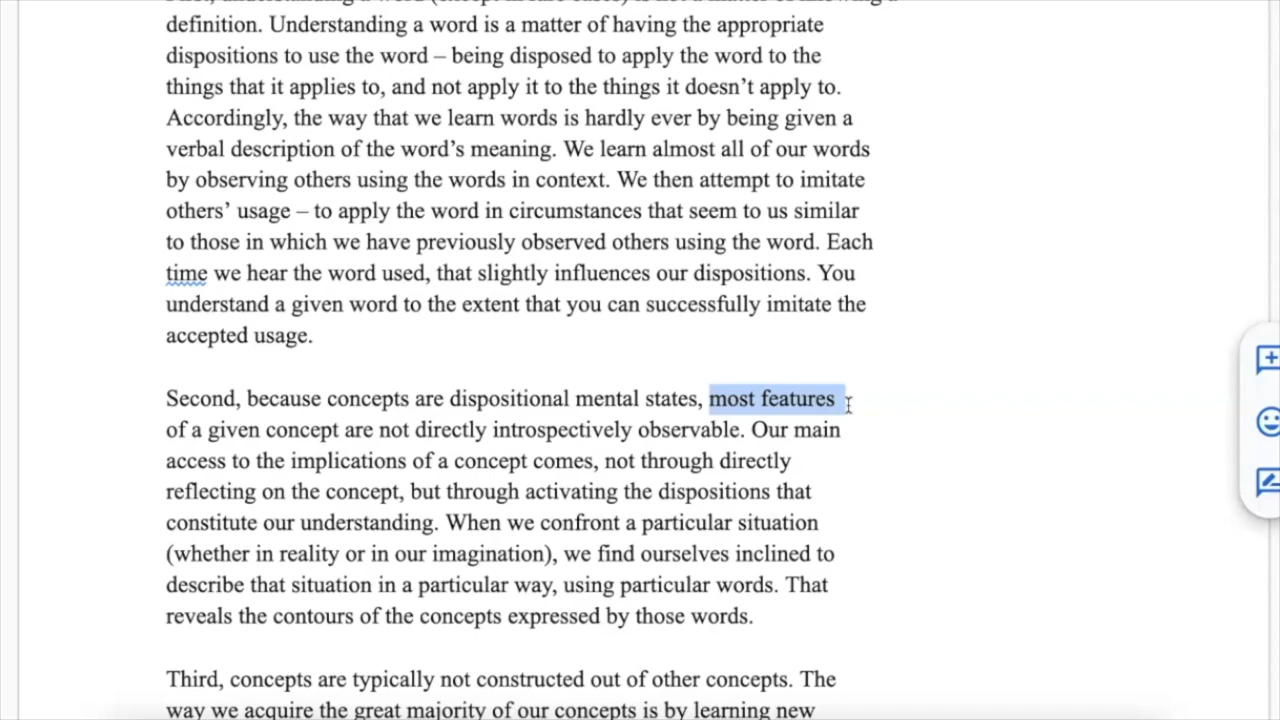 definition. Understanding a word is a matter of having the appropriate
dispositions to use the word – being disposed to apply the word to the
things that it applies to, and not apply it to the things it doesn’t apply to.
Accordingly, the way that we learn words is hardly ever by being given a
verbal description of the word’s meaning. We learn almost all of our words
by observing others using the words in context. We then attempt to imitate
others’ usage – to apply the word in circumstances that seem to us similar
to those in which we have previously observed others using the word. Each
time we hear the word used, that slightly influences our dispositions. You
understand a given word to the extent that you can successfully imitate the
accepted usage.
Second, because concepts are dispositional mental states, most features
of a given concept are not directly introspectively observable. Our main
access to the implications of a concept comes, not through directly
reflecting on the concept, but through activating the dispositions that
constitute our understanding. When we confront a particular situation
(whether in reality or in our imagination), we find ourselves inclined to
describe that situation in a particular way, using particular words. That
reveals the contours of the concepts expressed by those words.
Third, concepts are typically not constructed out of other concepts. The
way we acquire the great majority of our concepts is by learning new